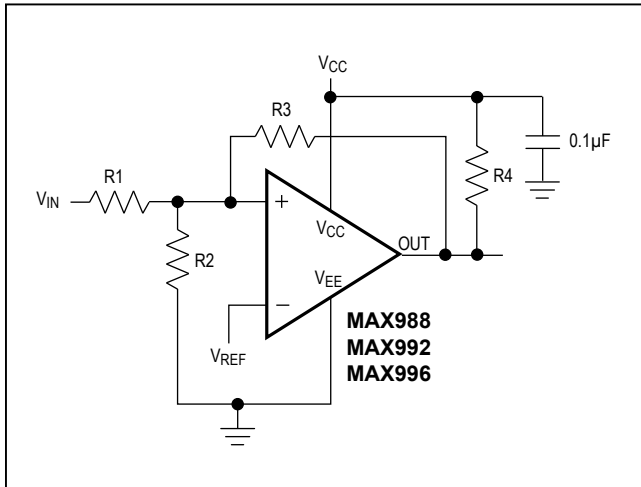 VCC
R3
R1
VIN
R2
+
VCC
OUT
R4
0.1µF
VEE
−
VREF
MAX988
MAX992
MAX996